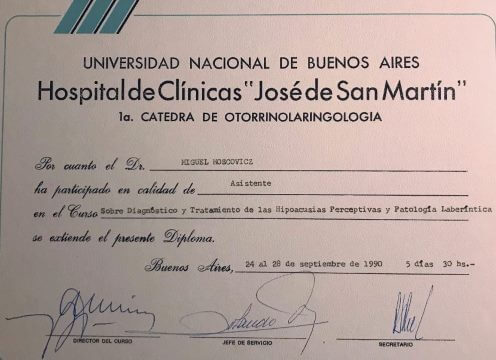 UNIVERSIDAD NACIONAL DE BUENOS AIRES
Hospital de Clínicas "José de San Martín"
1a. CATEDRA DE OTORRINOLARINGOLOGIA
Por cuanto el Dr. MIGUEL MOSCOVICZ
ha participado en calidad de Asistente
en el Curso Sobre Diagnóstico y Tratamiento de las Hipoacusias Perceptivas y Patología Laberíntica
se extiende el presente Diploma.
Buenos Aires, 24 al 28 de septiembre de 1990 5 días 30 hs.-
DIRECTOR DEL CURSO JEFE DE SERVICIO SECRETARIO